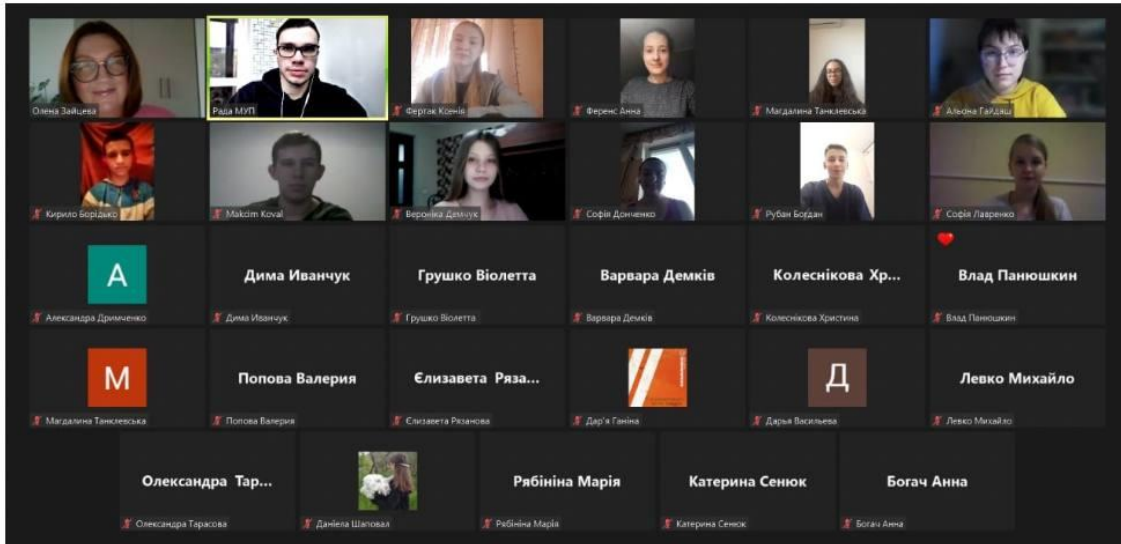 Олена Зайцева
Рада МУП
Фертак Ксенія
Ференс Анна
Магдалина Танклевська
Альона Гайдаш
Кирило Борідько
Makcim Koval
Вероніка Демчук
Софія Донченко
Рубан Богдан
Софія Лавренко
А
Александра Дримченко
Дима Иванчук
Дима Иванчук
Грушко Віолетта
Грушко Віолетта
Варвара Демків
Варвара Демків
Колеснікова Хр...
Колеснікова Христина
Влад Панюшкин
Влад Панюшкин
М
Магдалина Танклевська
Попова Валерия
Попова Валерия
Єлизавета Ряза...
Єлизавета Рязанова
Дар'я Ганіна
Д
Дарья Васильева
Левко Михайло
Левко Михайло
Олександра Тар...
Олександра Тарасова
Даніела Шаповал
Рябініна Марія
Рябініна Марія
Катерина Сенюк
Катерина Сенюк
Богач Анна
Богач Анна